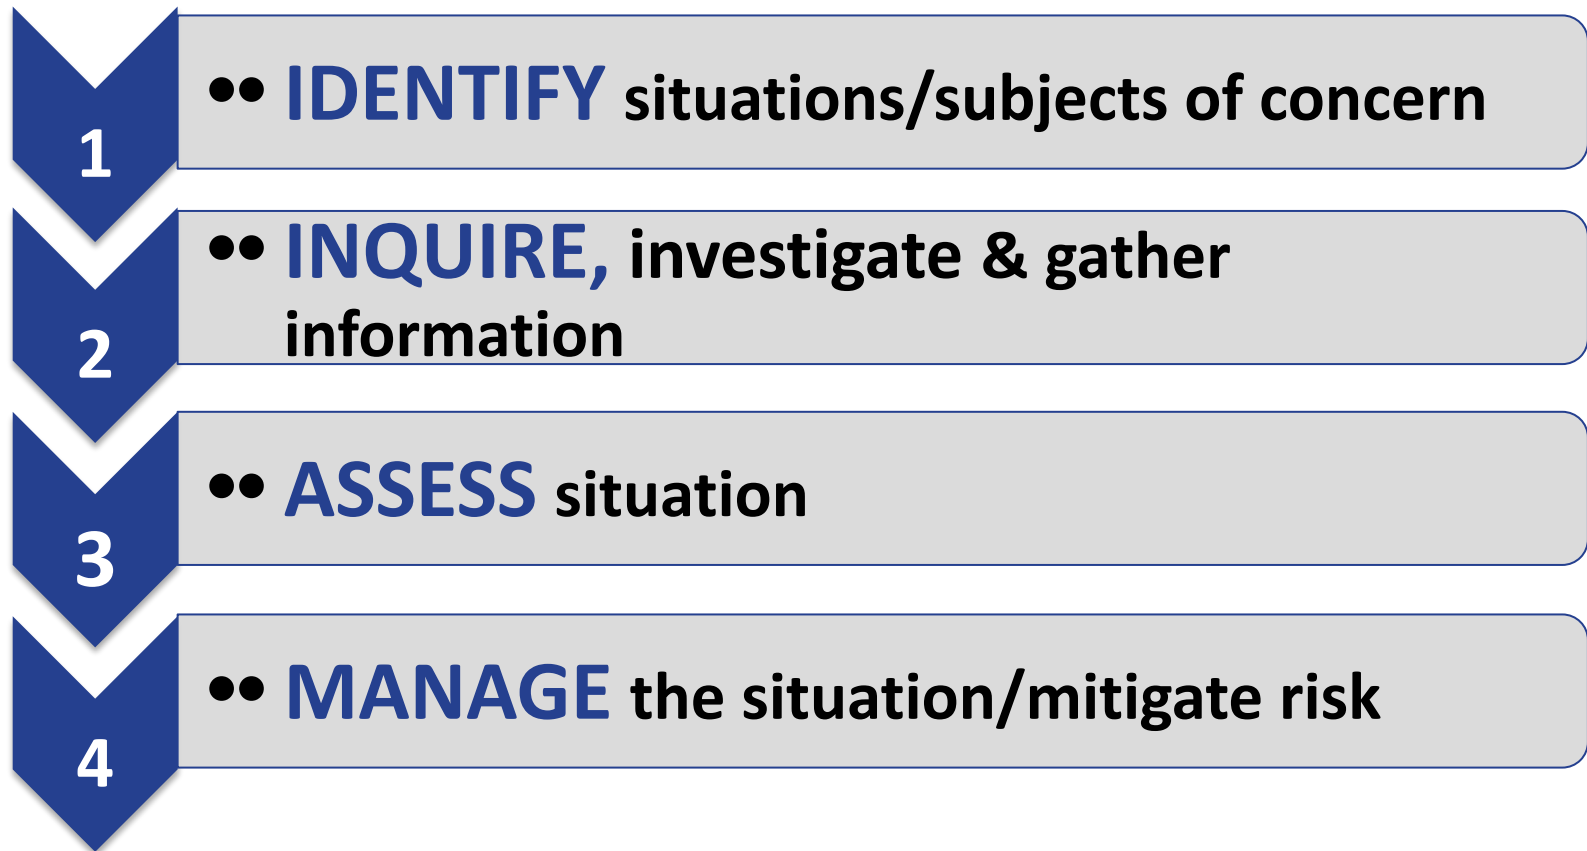 1
•• IDENTIFY situations/subjects of concern
2
•• INQUIRE, investigate & gather
information
3
•• ASSESS situation
4
•• MANAGE the situation/mitigate risk